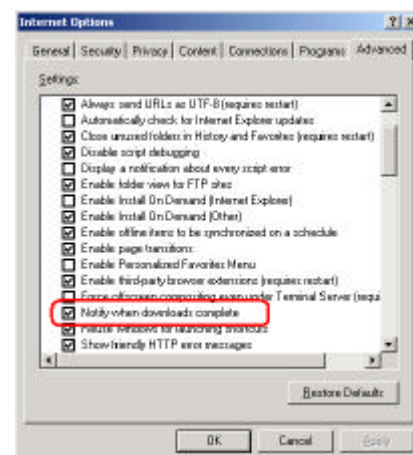 Internet Options
General Security Privacy Content Connections Programs Advanced
Settings:
Always send URLs as UTF-8 (requires restart)
Automatically check for Internet Explorer updates
Close unused folders in History and Favorites (requires restart)
Disable script debugging
Display a notification about every script error
Enable folder view for FTP sites
Enable Install On Demand (Internet Explorer)
Enable Install On Demand (Other)
Enable offline items to be synchronized on a schedule
Enable page transitions
Enable Personalized Favorites Menu
Enable third-party browser extensions (requires restart)
Force offscreen compositing even under Terminal Server (requi
Notify when downloads complete
Reuse windows for launching shortcuts
Show friendly HTTP error messages
Restore Defaults
OK Cancel Apply